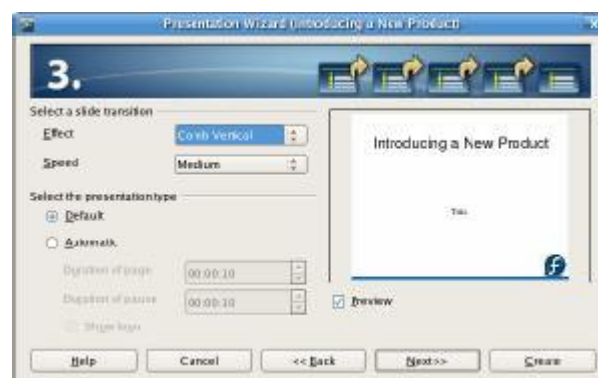 Presentation Wizard (Introducing a New Product)
3.
Select a slide transition
Effect
Comb Vertical
Speed
Medium
Select the presentation type
Default
Automatic
Duration of page
00:00:10
Duration of pause
00:00:10
Show logo
Introducing a New Product
Preview
Help
Cancel
<< Back
Next >>
Create